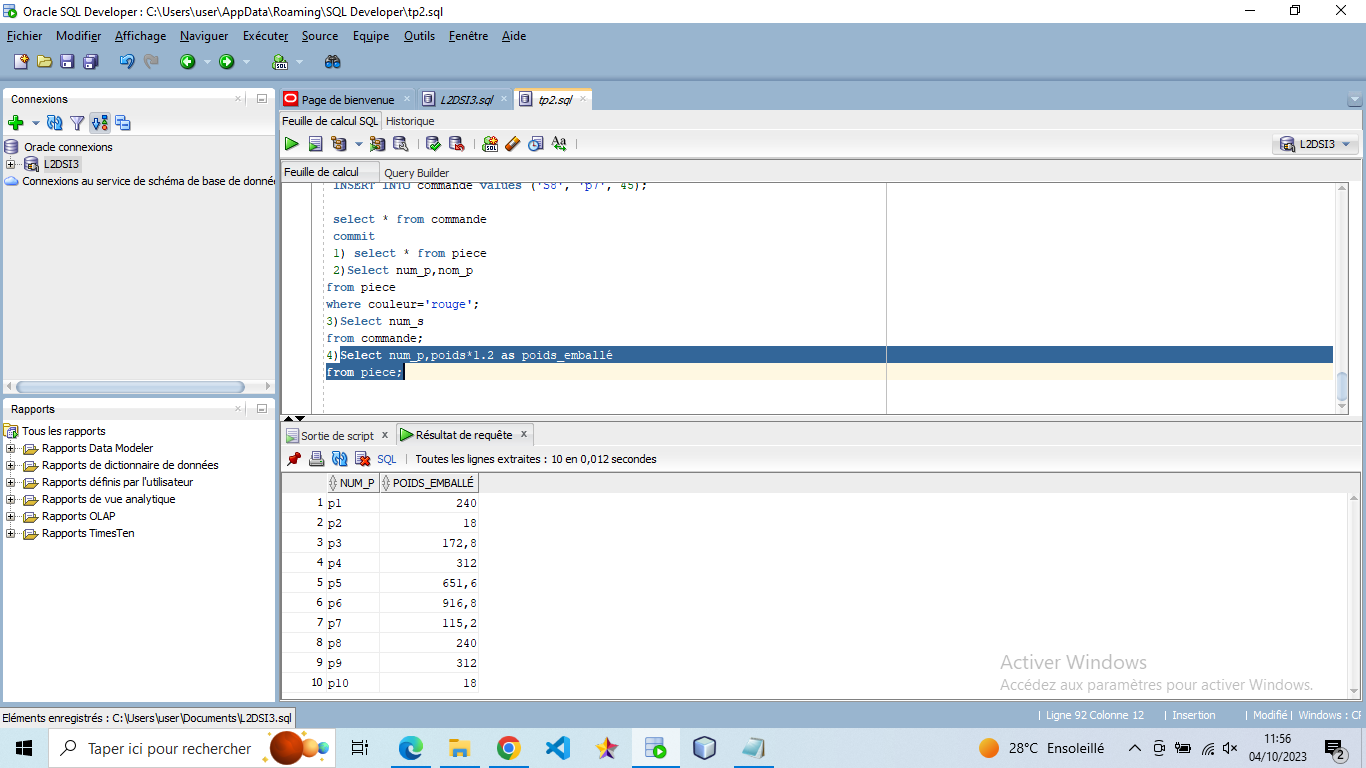 Oracle SQL Developer : C:\Users\user\AppData\Roaming\SQL Developer\tp2.sql
Fichier Modifier Affichage Naviguer Exécuter Source Equipe Outils Fenêtre Aide
Connexions
Oracle connexions
L2DSI3
Connexions au service de schéma de base de donné
Rapports
Tous les rapports
Rapports Data Modeler
Rapports de dictionnaire de données
Rapports définis par l'utilisateur
Rapports de vue analytique
Rapports OLAP
Rapports TimesTen
Page de bienvenue L2DSI3.sql tp2.sql
Feuille de calcul SQL Historique
L2DSI3
Feuille de calcul Query Builder
INSERT INTO commande values ('S8', 'p7', 45);
select * from commande
commit
1) select * from piece
2)Select num_p,nom_p
from piece
where couleur='rouge';
3)Select num_s
from commande;
4)Select num_p,poids*1.2 as poids_emballé
from piece;
Sortie de script x Résultat de requête x
SQL | Toutes les lignes extraites : 10 en 0,012 secondes
NUM_P POIDS_EMBALLÉ
1 p1 240
2 p2 18
3 p3 172,8
4 p4 312
5 p5 651,6
6 p6 916,8
7 p7 115,2
8 p8 240
9 p9 312
10 p10 18
Activer Windows
Accédez aux paramètres pour activer Windows.
Eléments enregistrés : C:\Users\user\Documents\L2DSI3.sql
| Ligne 92 Colonne 12 | Insertion | Modifié | Windows : CF
Taper ici pour rechercher
28°C Ensoleillé
11:56
04/10/2023
2